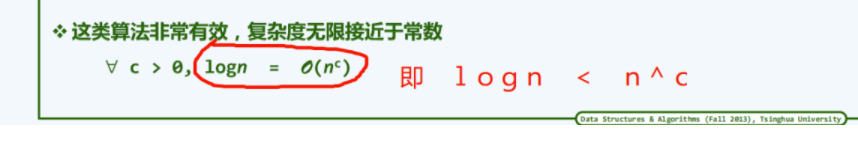 ❖ 这类算法非常有效，复杂度无限接近于常数
∀ c > 0, logn = O(nᶜ) 即 logn < n^c
Data Structures & Algorithms (Fall 2013), Tsinghua University